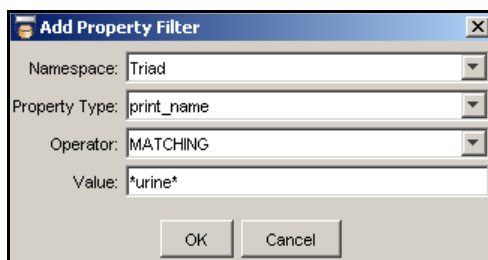 Add Property Filter
Namespace: Triad
Property Type: print_name
Operator: MATCHING
Value: *urine*
OK Cancel